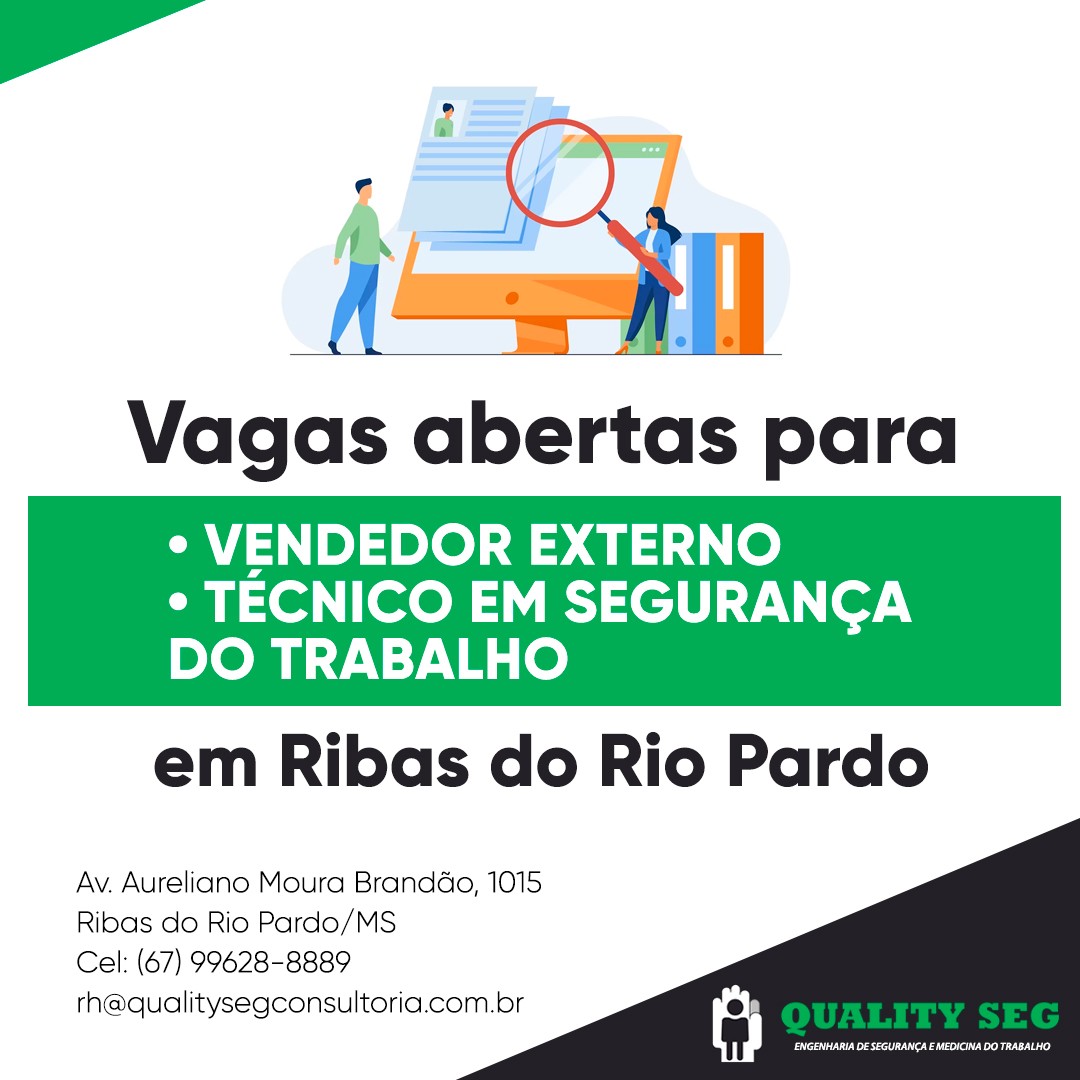 Vagas abertas para
• VENDEDOR EXTERNO
• TÉCNICO EM SEGURANÇA
DO TRABALHO
em Ribas do Rio Pardo
Av. Aureliano Moura Brandão, 1015
Ribas do Rio Pardo/MS
Cel: (67) 99628-8889
rh@qualitysegconsultoria.com.br
QUALITY SEG
ENGENHARIA DE SEGURANÇA E MEDICINA DO TRABALHO